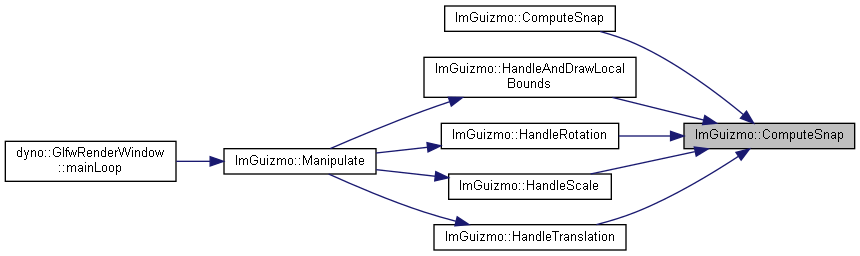 ImGuizmo::ComputeSnap
ImGuizmo::HandleAndDrawLocal
Bounds
ImGuizmo::HandleRotation
ImGuizmo::ComputeSnap
dyno::GlfwRenderWindow
::mainLoop
ImGuizmo::Manipulate
ImGuizmo::HandleScale
ImGuizmo::HandleTranslation